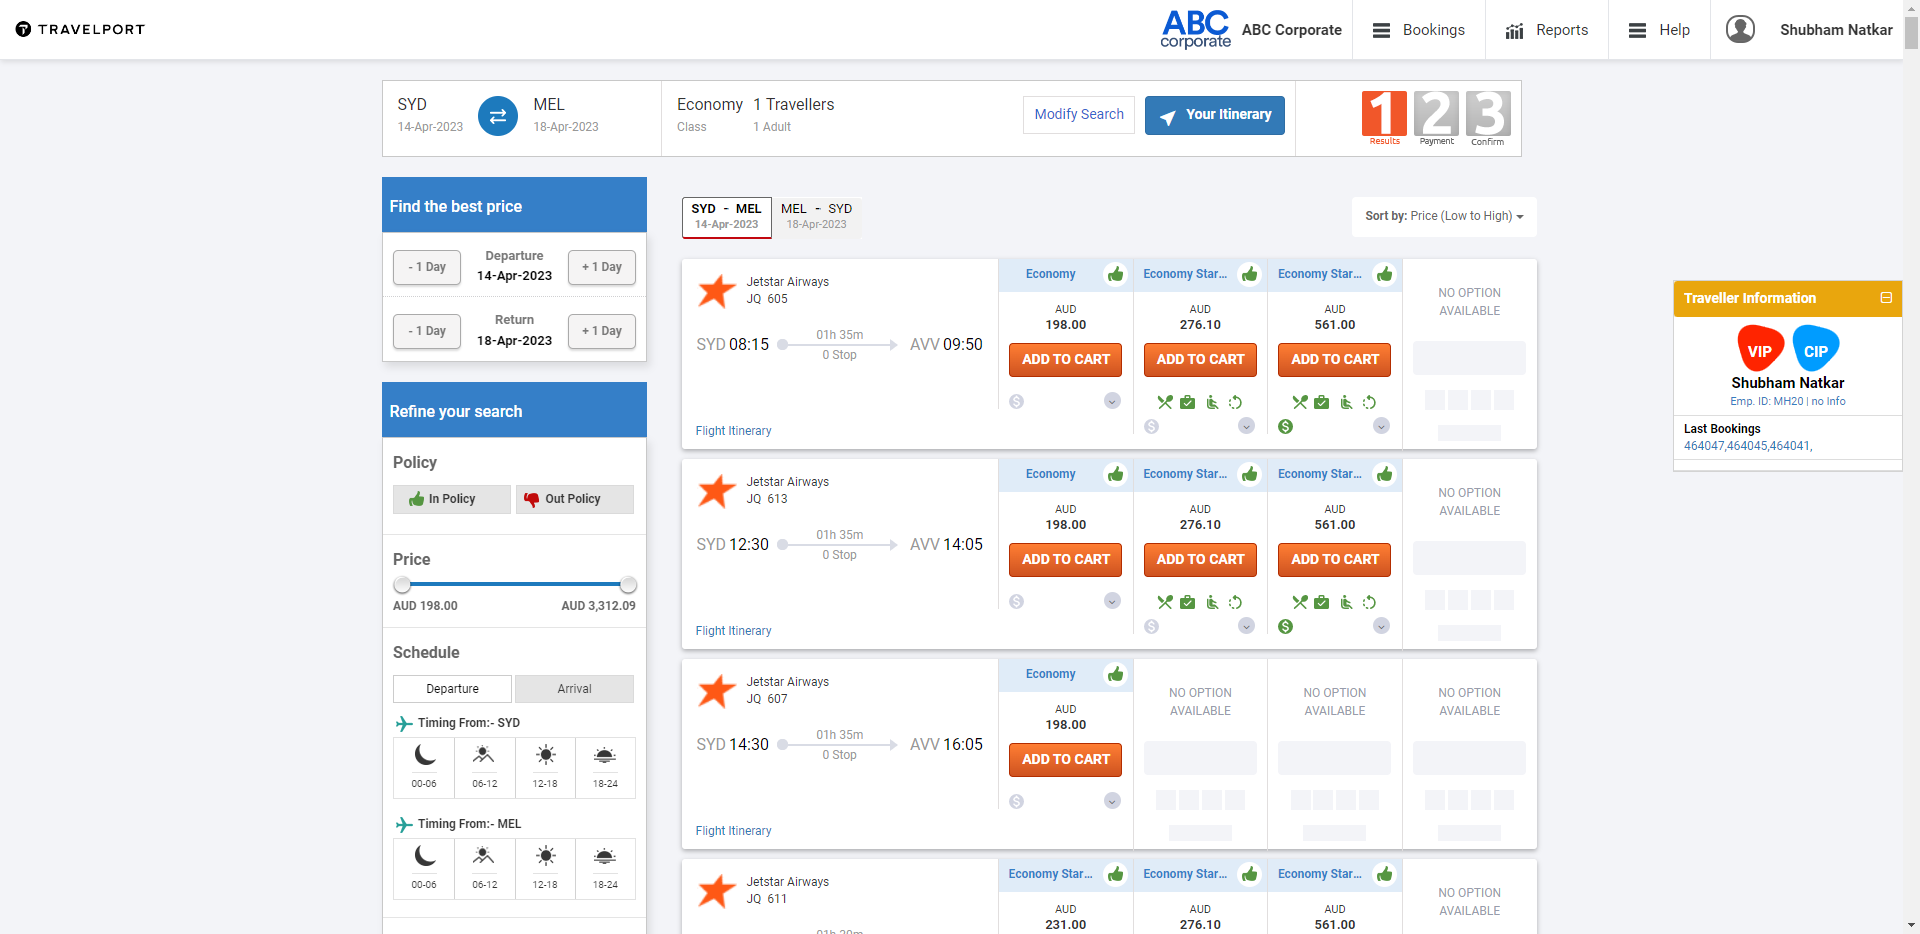 TRAVELPORT
ABC
corporate
ABC Corporate
Bookings
Reports
Help
Shubham Natkar
SYD
14-Apr-2023
MEL
18-Apr-2023
Economy
Class
1 Travellers
1 Adult
Modify Search
Your Itinerary
1
Results
2
Payment
3
Confirm
Find the best price
- 1 Day
Departure
14-Apr-2023
+ 1 Day
- 1 Day
Return
18-Apr-2023
+ 1 Day
Refine your search
Policy
In Policy
Out Policy
Price
AUD 198.00
AUD 3,312.09
Schedule
Departure
Arrival
Timing From:- SYD
00-06
06-12
12-18
18-24
Timing From:- MEL
00-06
06-12
12-18
18-24
SYD - MEL
14-Apr-2023
MEL - SYD
18-Apr-2023
Sort by: Price (Low to High)
Jetstar Airways
JQ 605
SYD 08:15
01h 35m
0 Stop
AVV 09:50
Flight Itinerary
Economy
AUD
198.00
ADD TO CART
Economy Star...
AUD
276.10
ADD TO CART
Economy Star...
AUD
561.00
ADD TO CART
NO OPTION
AVAILABLE
Jetstar Airways
JQ 613
SYD 12:30
01h 35m
0 Stop
AVV 14:05
Flight Itinerary
Economy
AUD
198.00
ADD TO CART
Economy Star...
AUD
276.10
ADD TO CART
Economy Star...
AUD
561.00
ADD TO CART
NO OPTION
AVAILABLE
Jetstar Airways
JQ 607
SYD 14:30
01h 35m
0 Stop
AVV 16:05
Flight Itinerary
Economy
AUD
198.00
ADD TO CART
NO OPTION
AVAILABLE
NO OPTION
AVAILABLE
NO OPTION
AVAILABLE
Jetstar Airways
JQ 611
Economy Star...
AUD
231.00
Economy Star...
AUD
276.10
Economy Star...
AUD
561.00
NO OPTION
AVAILABLE
Traveller Information
VIP
CIP
Shubham Natkar
Emp. ID: MH20 | no Info
Last Bookings
464047,464045,464041,